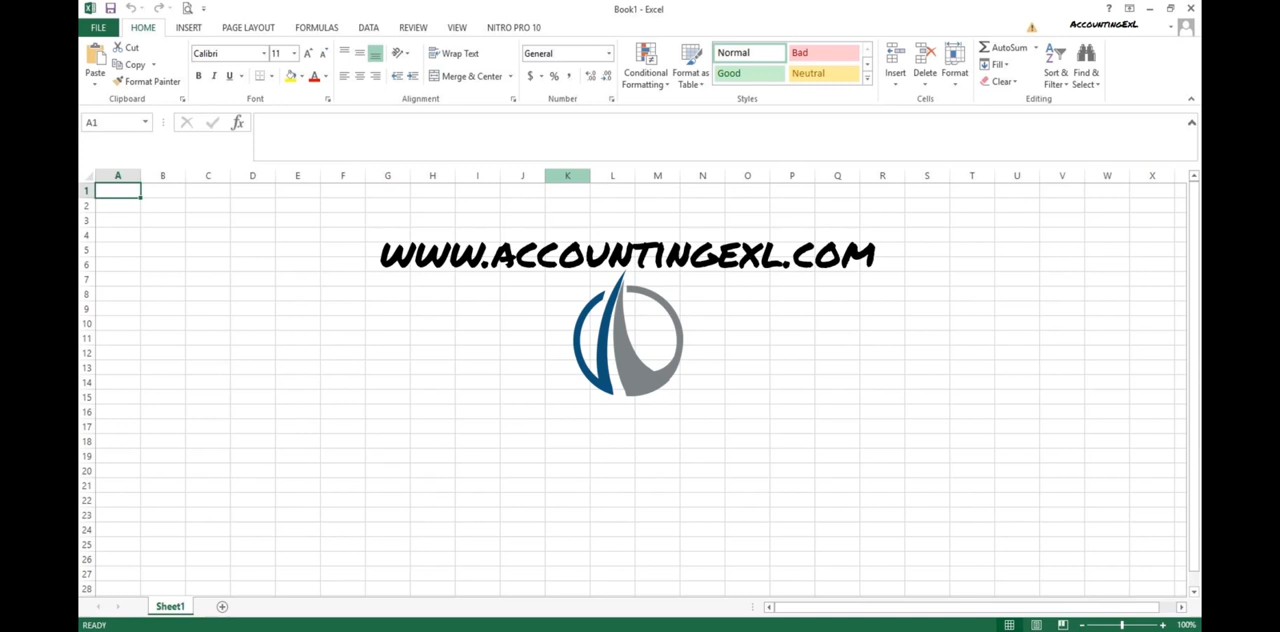 Book1 - Excel
FILE HOME INSERT PAGE LAYOUT FORMULAS DATA REVIEW VIEW NITRO PRO 10 AccountingExL
Cut
Copy
Format Painter
Paste
Clipboard
Calibri 11
B I U
Font
Wrap Text
Merge & Center
Alignment
General
$ % ,
Number
Conditional Formatting
Format as Table
Normal Bad
Good Neutral
Styles
Insert Delete Format
Cells
AutoSum
Fill
Clear
Sort & Filter
Find & Select
Editing
A1 fx
A B C D E F G H I J K L M N O P Q R S T U V W X
1
2
3
4
5
6
7
8
9
10
11
12
13
14
15
16
17
18
19
20
21
22
23
24
25
26
27
28
www.AccountingExL.com
Sheet1
READY 100%